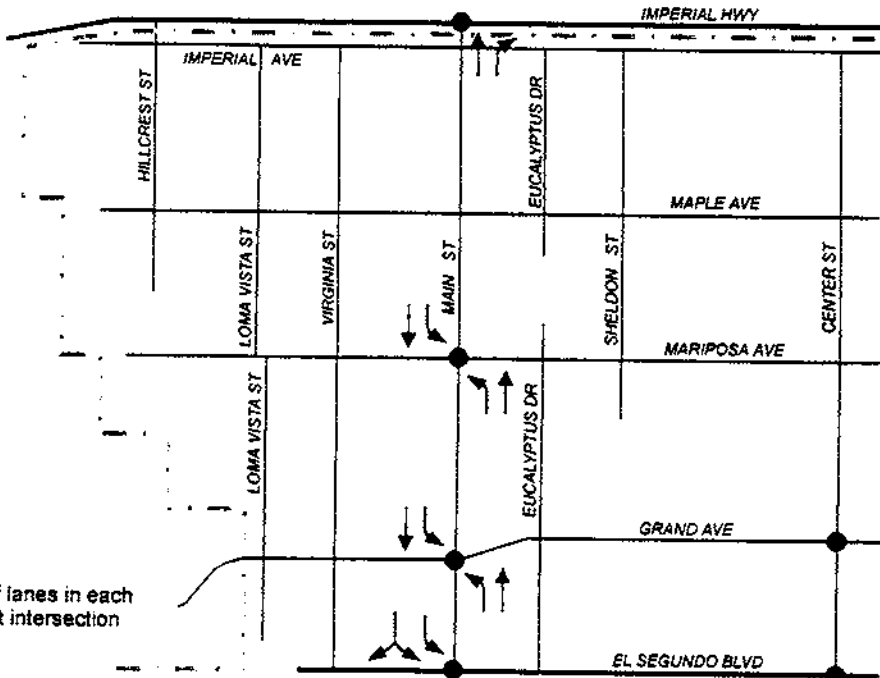 IMPERIAL HWY
IMPERIAL AVE
HILLCREST ST
EUCALYPTUS DR
MAPLE AVE
LOMA VISTA ST
VIRGINIA ST
MAIN ST
SHELDON ST
CENTER ST
MARIPOSA AVE
LOMA VISTA ST
EUCALYPTUS DR
GRAND AVE
lanes in each
intersection
EL SEGUNDO BLVD